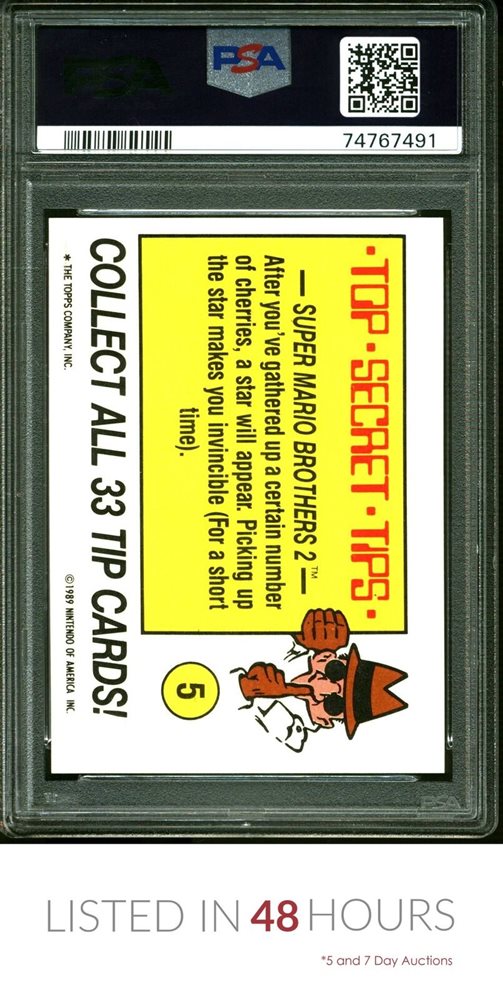 PSA
74767491
• TOP • SECRET • TIPS •
— SUPER MARIO BROTHERS 2™ —
After you've gathered up a certain number
of cherries, a star will appear. Picking up
the star makes you invincible (For a short
time).
5
COLLECT ALL 33 TIP CARDS!
* THE TOPPS COMPANY, INC.
©1989 NINTENDO OF AMERICA INC.
PSA
LISTED IN 48 HOURS
*5 and 7 Day Auctions